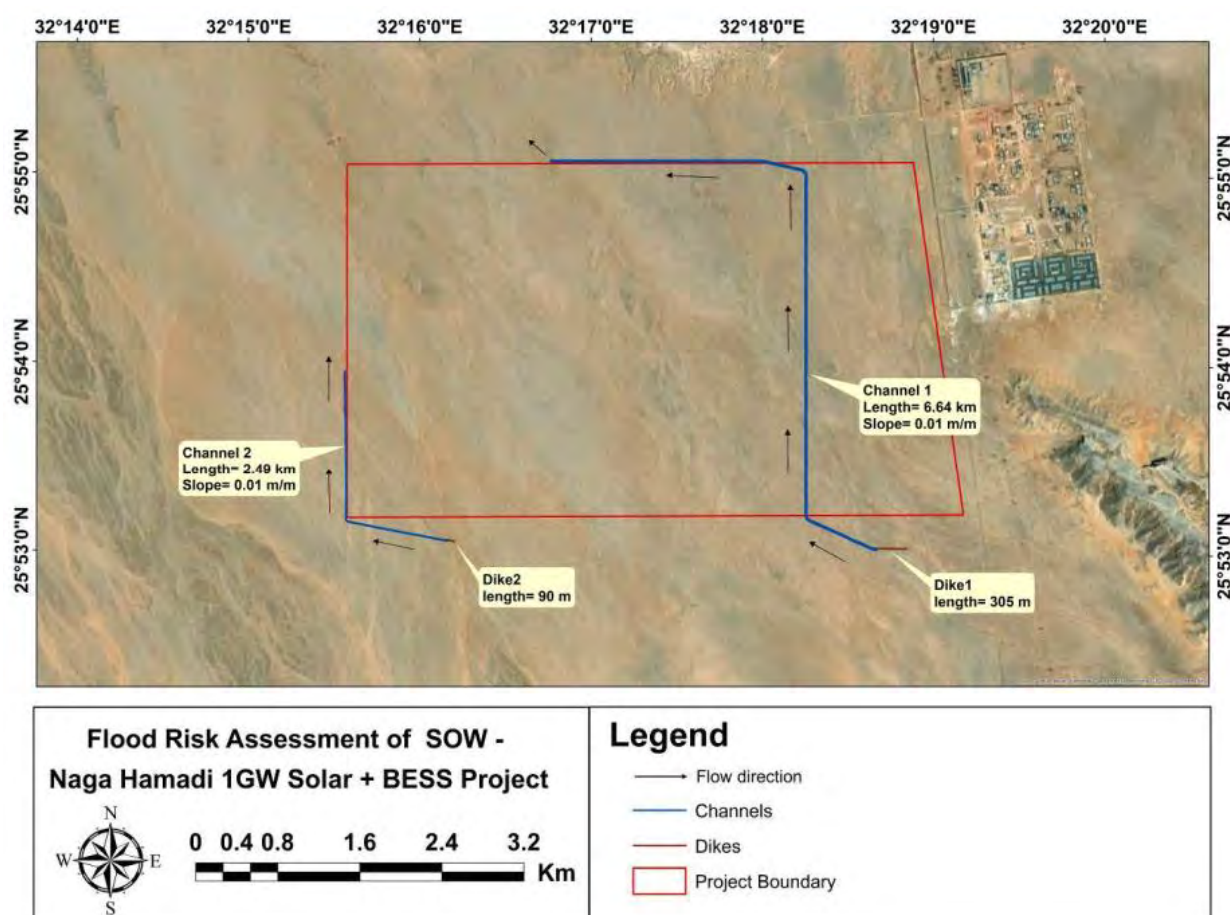 32°14'0"E 32°15'0"E 32°16'0"E 32°17'0"E 32°18'0"E 32°19'0"E 32°20'0"E
25°55'0"N
25°55'0"N
25°54'0"N
25°54'0"N
Channel 1
Length= 6.64 km
Slope= 0.01 m/m
Channel 2
Length= 2.49 km
Slope= 0.01 m/m
25°53'0"N
25°53'0"N
Dike2
length= 90 m
Dike1
length= 305 m
Flood Risk Assessment of SOW -
Naga Hamadi 1GW Solar + BESS Project
N
W E
S
0 0.4 0.8 1.6 2.4 3.2
Km
Legend
Flow direction
Channels
Dikes
Project Boundary